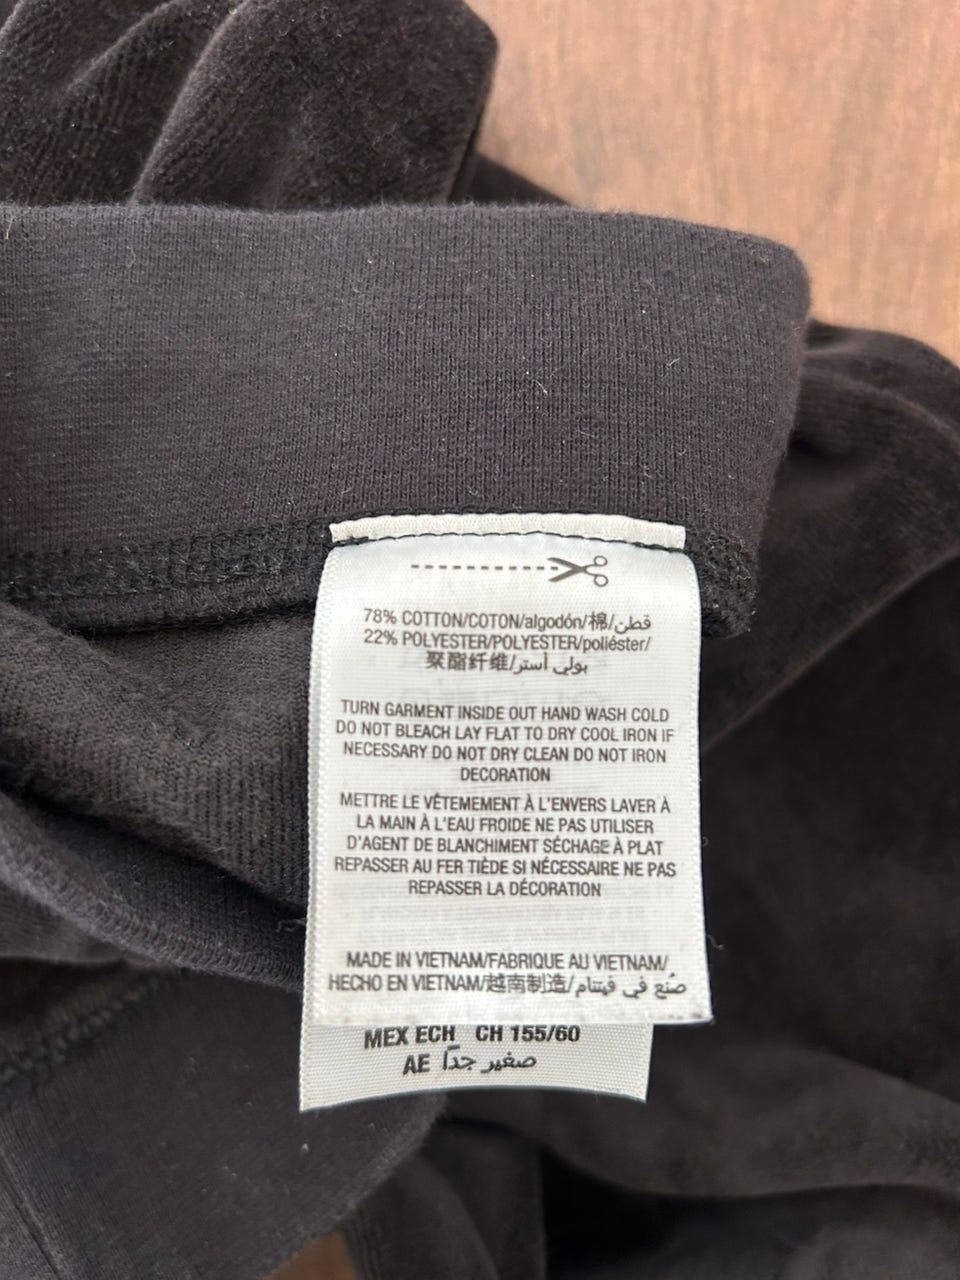 78% COTTON/COTON/algodón/棉/قطن
22% POLYESTER/POLYESTER/poliéster/
聚酯纤维/بولي أستر
TURN GARMENT INSIDE OUT HAND WASH COLD
DO NOT BLEACH LAY FLAT TO DRY COOL IRON IF
NECESSARY DO NOT DRY CLEAN DO NOT IRON
DECORATION
METTRE LE VÊTEMENT À L'ENVERS LAVER À
LA MAIN À L'EAU FROIDE NE PAS UTILISER
D'AGENT DE BLANCHIMENT SÉCHAGE À PLAT
REPASSER AU FER TIÈDE SI NÉCESSAIRE NE PAS
REPASSER LA DÉCORATION
MADE IN VIETNAM/FABRIQUE AU VIETNAM/
HECHO EN VIETNAM/越南制造/صُنع في فيتنام
MEX ECH CH 155/60
AE صغير جدًا